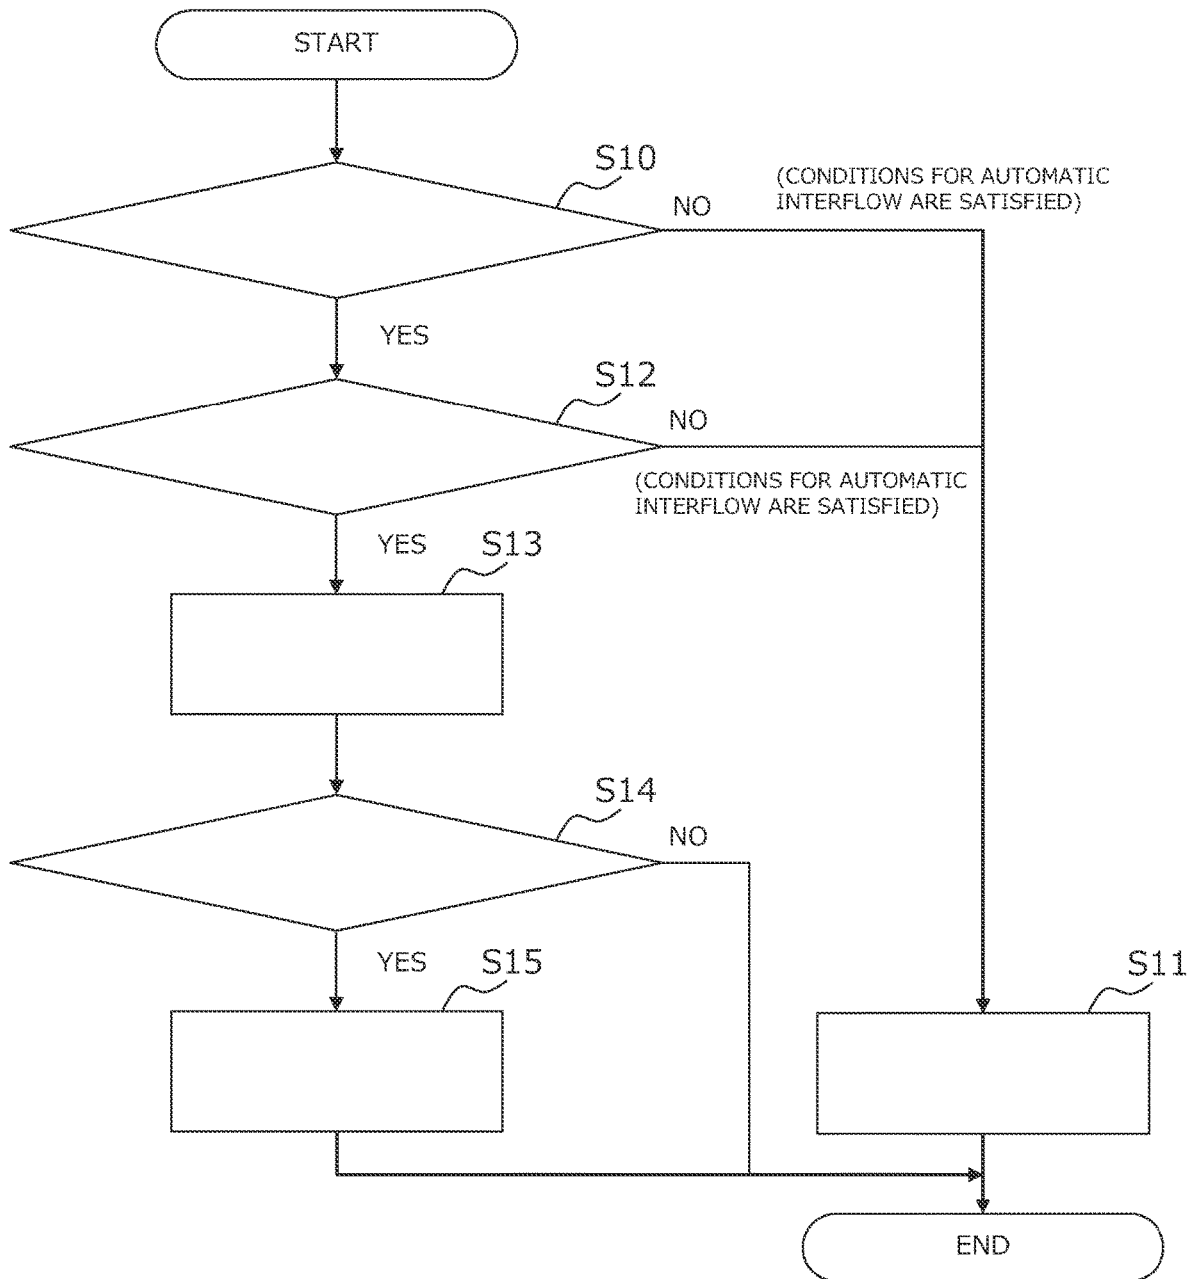 START
S10
NO
(CONDITIONS FOR AUTOMATIC
INTERFLOW ARE SATISFIED)
YES
S12
NO
(CONDITIONS FOR AUTOMATIC
INTERFLOW ARE SATISFIED)
YES
S13
S14
NO
YES
S15
S11
END